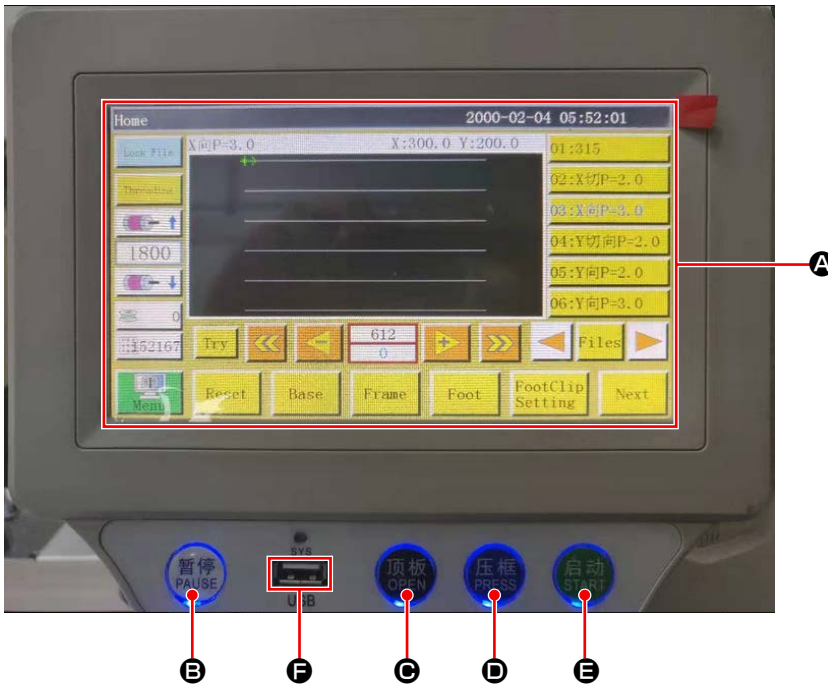 Home 2000-02-04 05:52:01
Lock File
X向P=3.0 X:300.0 Y:200.0
01:315
Threading
02:X切P=2.0
03:X向P=3.0
1800
04:Y切向P=2.0
05:Y向P=2.0
0
06:Y向P=3.0
152167
Try
612
0
Files
Menu
Reset
Base
Frame
Foot
FootClip
Setting
Next
A
暂停
PAUSE
SYS
USB
顶板
OPEN
压框
PRESS
启动
START
B
F
C
D
E